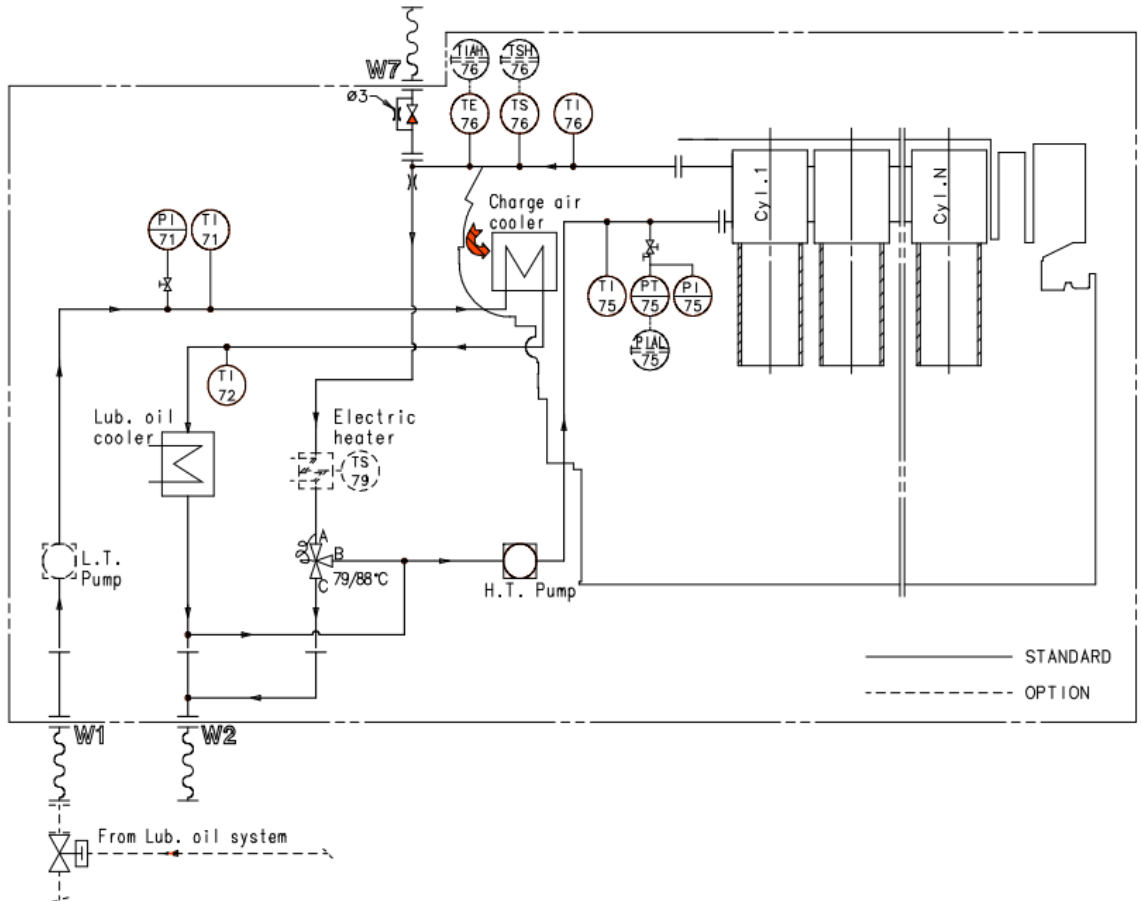 W7
ø3
TIAH
76
TSH
76
TE
76
TS
76
TI
76
Cyl.1
Cyl.N
Charge air
cooler
PI
71
TI
71
TI
75
PT
75
PI
75
PIAL
75
TI
72
Lub. oil
cooler
Electric
heater
TS
79
A
B
C
79/88°C
L.T.
Pump
H.T. Pump
STANDARD
OPTION
W1
W2
From Lub. oil system